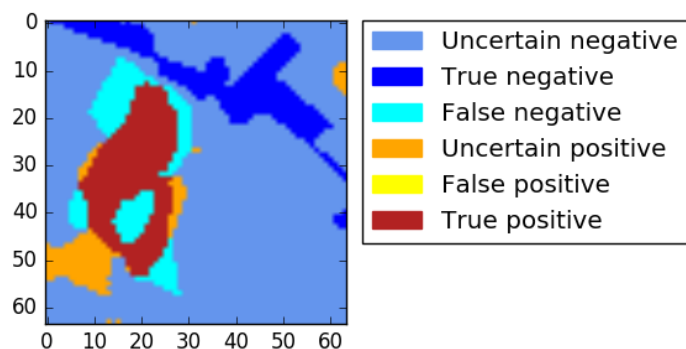 0
10
20
30
40
50
60
0 10 20 30 40 50 60
Uncertain negative
True negative
False negative
Uncertain positive
False positive
True positive